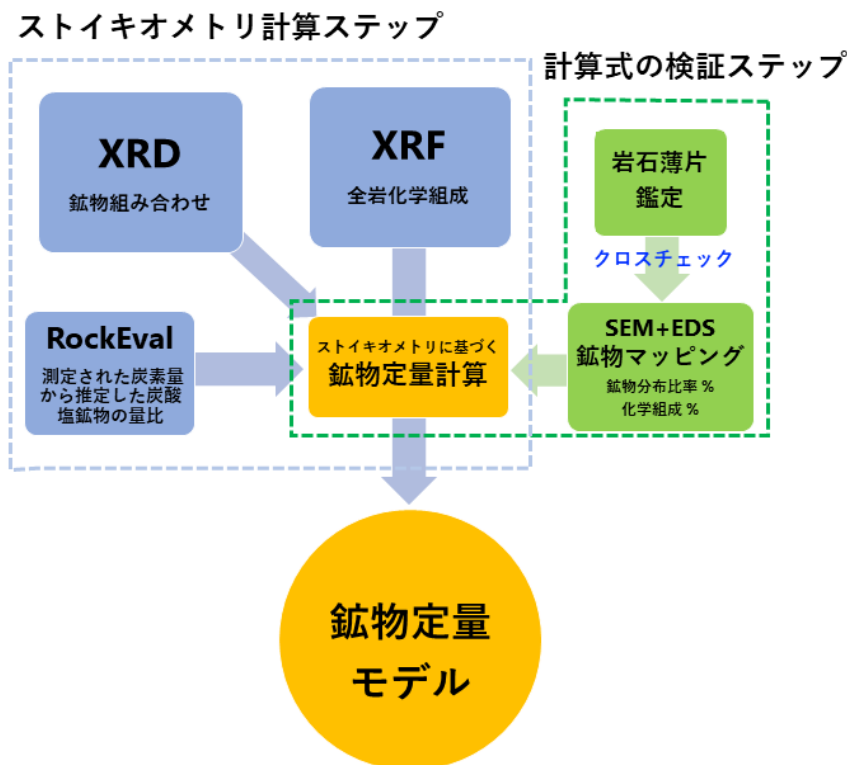 ストイキオメトリ計算ステップ
計算式の検証ステップ
XRD
鉱物組み合わせ
XRF
全岩化学組成
岩石薄片
鑑定
クロスチェック
RockEval
測定された炭素量
から推定した炭酸
塩鉱物の量比
ストイキオメトリに基づく
鉱物定量計算
SEM+EDS
鉱物マッピング
鉱物分布比率 %
化学組成 %
鉱物定量
モデル